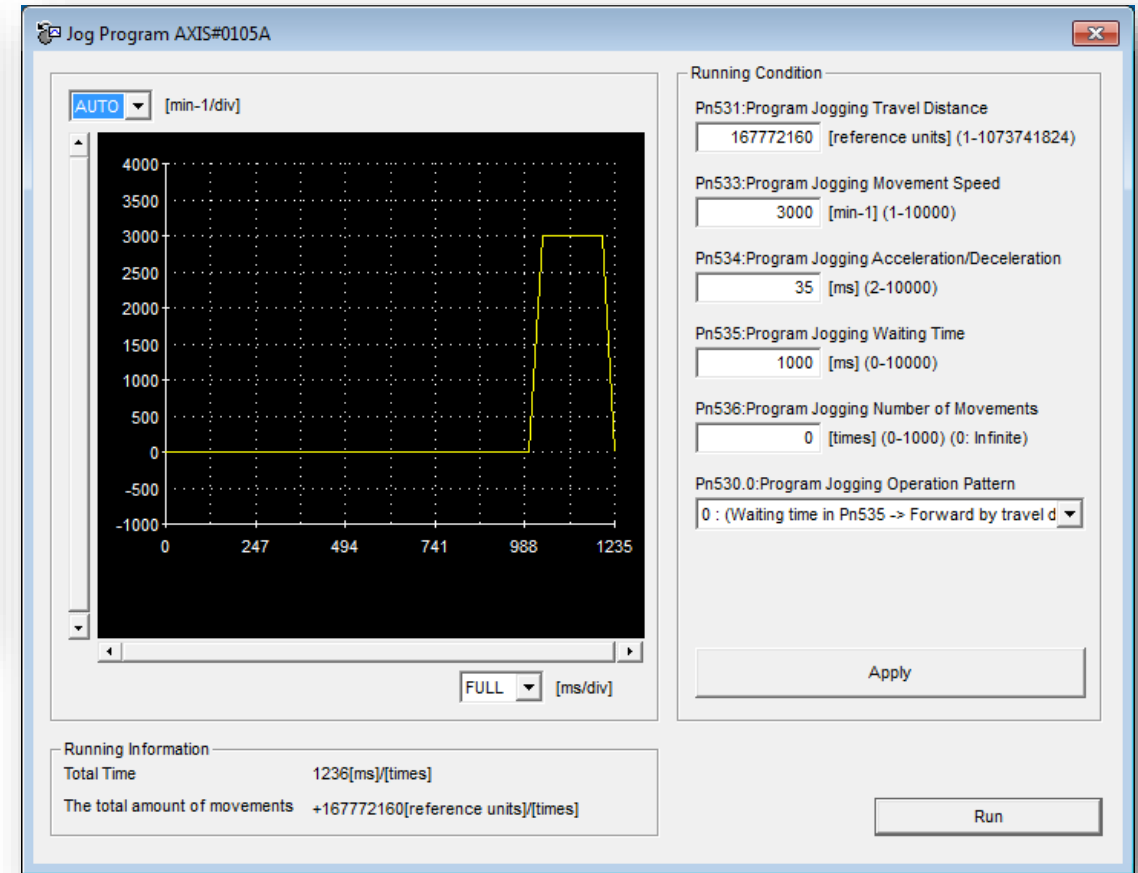 Jog Program AXIS#0105A
AUTO [min-1/div]
4000
3500
3000
2500
2000
1500
1000
500
0
-500
-1000
0 247 494 741 988 1235
FULL [ms/div]
Running Condition
Pn531:Program Jogging Travel Distance
167772160 [reference units] (1-1073741824)
Pn533:Program Jogging Movement Speed
3000 [min-1] (1-10000)
Pn534:Program Jogging Acceleration/Deceleration
35 [ms] (2-10000)
Pn535:Program Jogging Waiting Time
1000 [ms] (0-10000)
Pn536:Program Jogging Number of Movements
0 [times] (0-1000) (0: Infinite)
Pn530.0:Program Jogging Operation Pattern
0 : (Waiting time in Pn535 -> Forward by travel d
Apply
Running Information
Total Time 1236[ms]/[times]
The total amount of movements +167772160[reference units]/[times]
Run